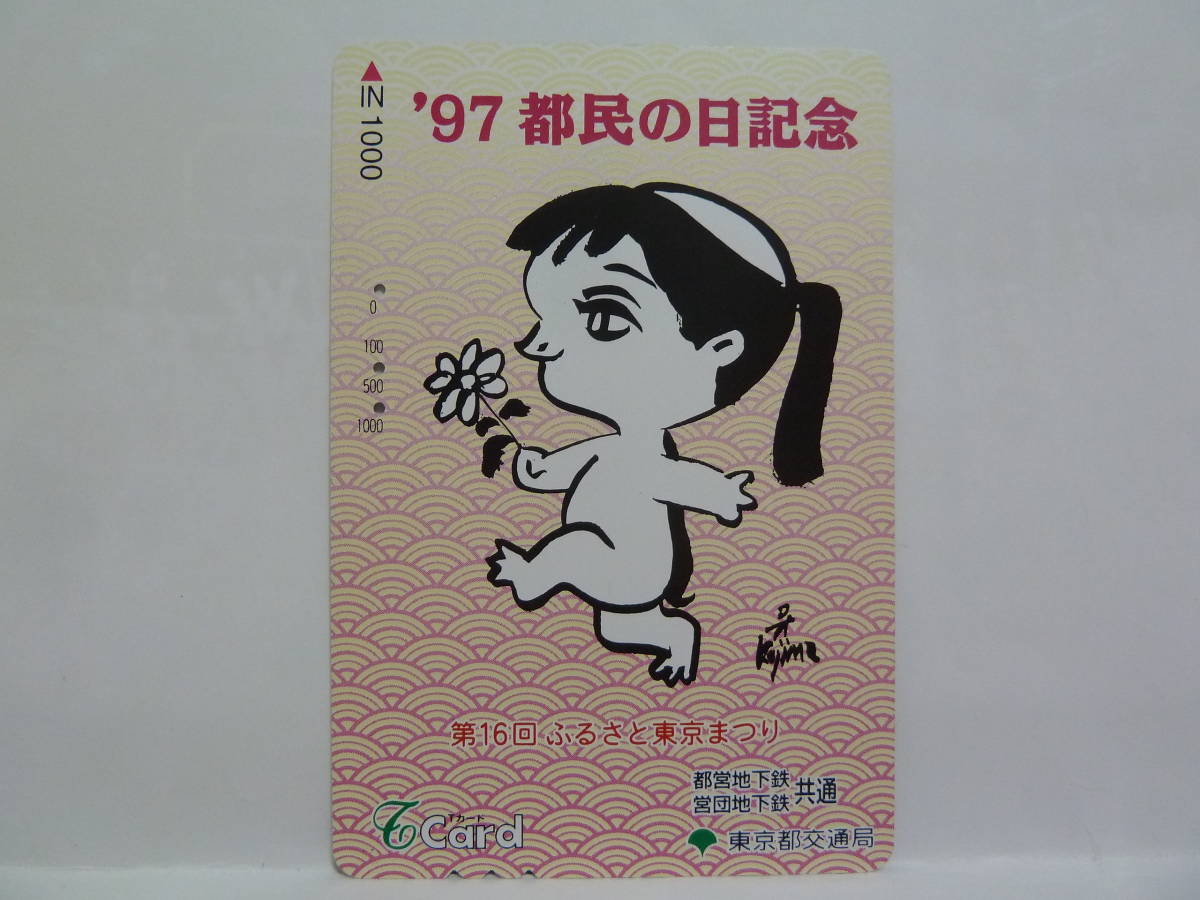 IN 1000
'97 都民の日記念
0
100
500
1000
Kojima
第16回 ふるさと東京まつり
都営地下鉄
営団地下鉄 共通
Tカード
Card
東京都交通局